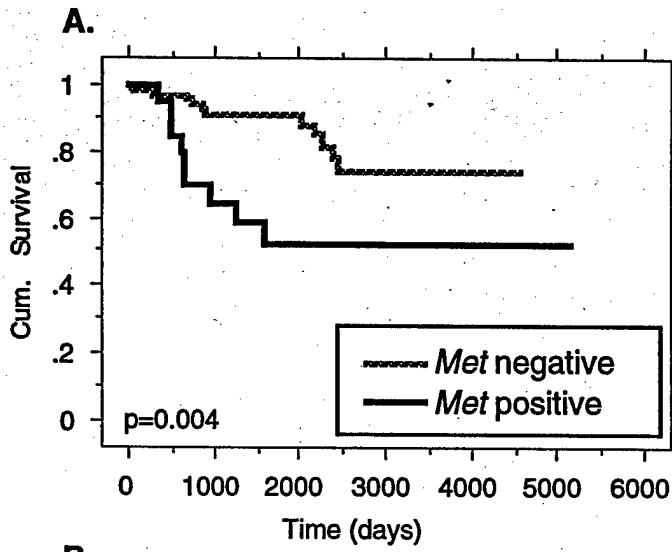 A.
1
.8
.6
.4
.2
0
Cum. Survival
Met negative
Met positive
p=0.004
0 1000 2000 3000 4000 5000 6000
Time (days)